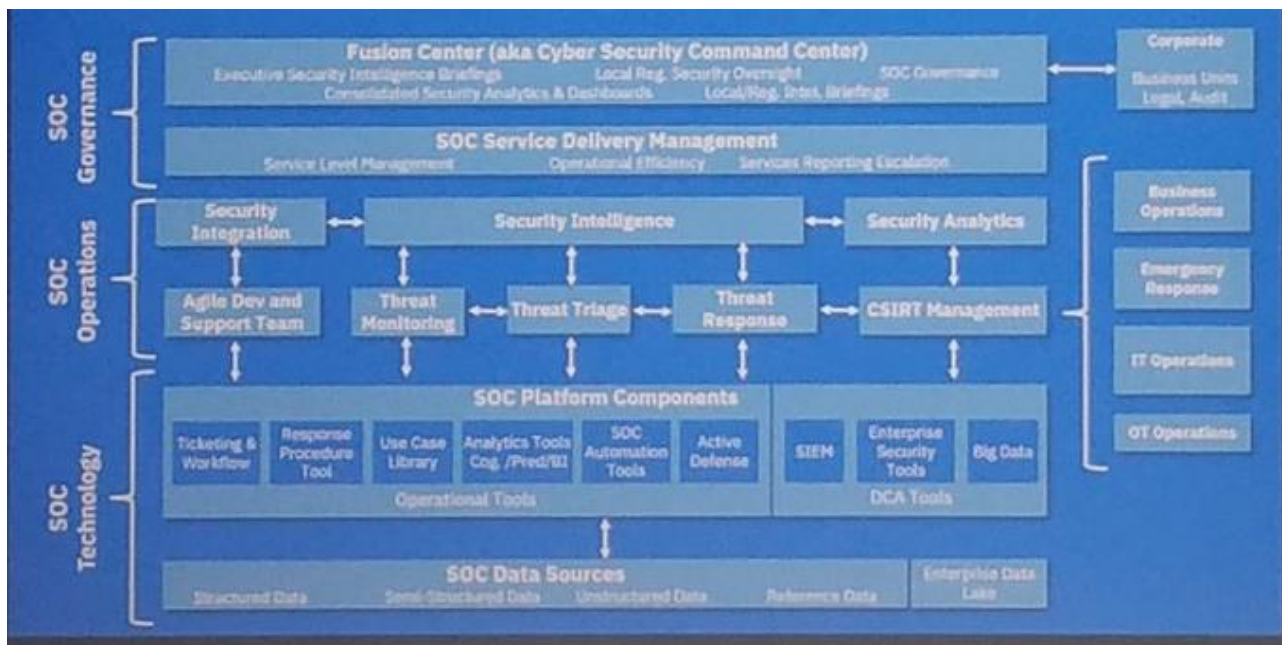 SOC
Governance
Fusion Center (aka Cyber Security Command Center)
Executive Security Intelligence Briefings Local Reg. Security Oversight SOC Governance
Consolidated Security Analytics & Dashboards Local/Reg. Intel. Briefings
Corporate
Business Units
Legal, Audit
SOC Service Delivery Management
Service Level Management Operational Efficiency Services Reporting Escalation
SOC
Operations
Security
Integration
Security Intelligence
Security Analytics
Agile Dev and
Support Team
Threat
Monitoring
Threat Triage
Threat
Response
CSIRT Management
Business
Operations
Emergency
Response
IT Operations
OT Operations
SOC
Technology
SOC Platform Components
Ticketing &
Workflow
Response
Procedure
Tool
Use Case
Library
Analytics Tools
Cog. /Pred/BI
SOC
Automation
Tools
Active
Defense
SIEM
Enterprise
Security
Tools
Big Data
Operational Tools
DCA Tools
SOC Data Sources
Structured Data Semi-Structured Data Unstructured Data Reference Data
Enterprise Data
Lake